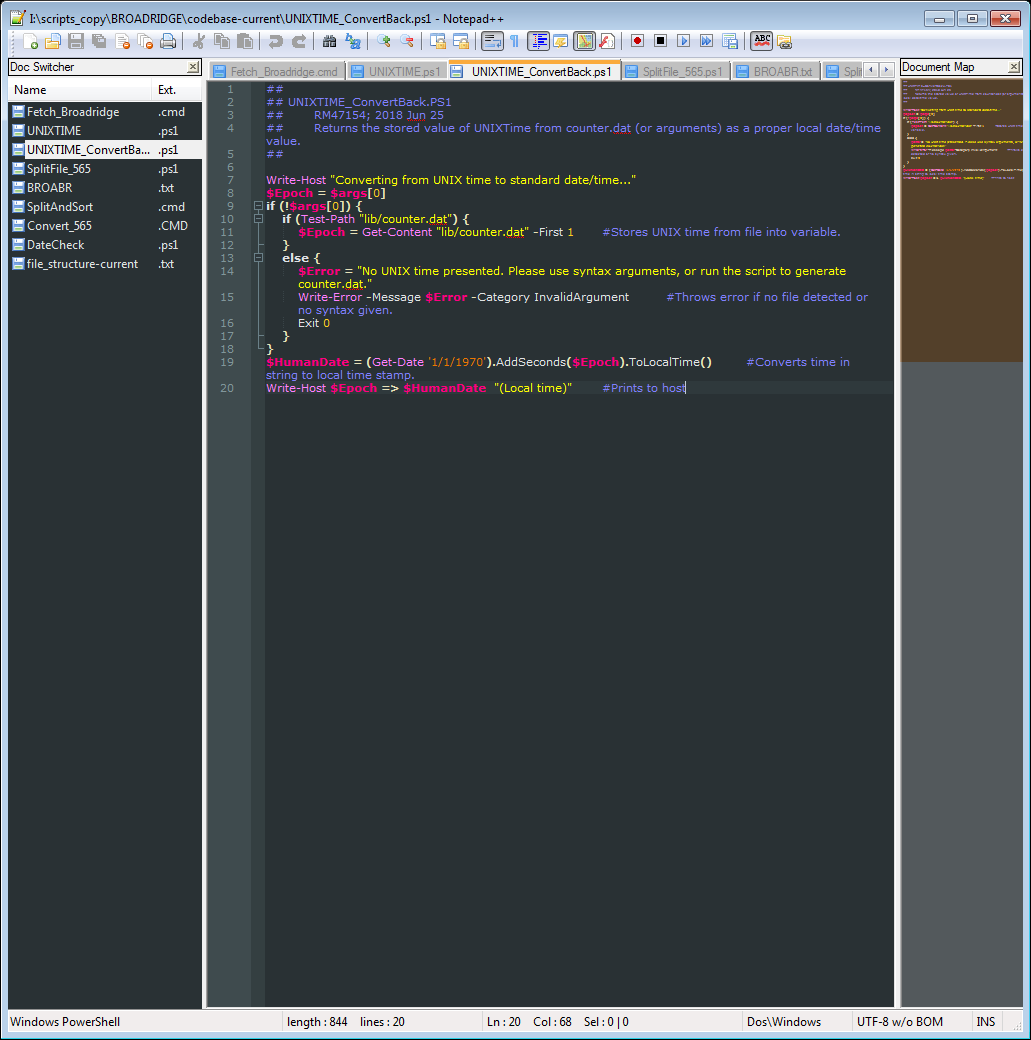 I:\scripts_copy\BROADRIDGE\codebase-current\UNIXTIME_ConvertBack.ps1 - Notepad++
ABC
Doc Switcher
Name Ext.
Fetch_Broadridge .cmd
UNIXTIME .ps1
UNIXTIME_ConvertBa... .ps1
SplitFile_565 .ps1
BROABR .txt
SplitAndSort .cmd
Convert_565 .CMD
DateCheck .ps1
file_structure-current .txt
Fetch_Broadridge.cmd UNIXTIME.ps1 UNIXTIME_ConvertBack.ps1 SplitFile_565.ps1 BROABR.txt Spli
Document Map
1 ##
2 ## UNIXTIME_ConvertBack.PS1
3 ## RM47154; 2018 Jun 25
4 ## Returns the stored value of UNIXTime from counter.dat (or arguments) as a proper local date/time
value.
5 ##
6
7 Write-Host "Converting from UNIX time to standard date/time..."
8 $Epoch = $args[0]
9 if (!$args[0]) {
10 if (Test-Path "lib/counter.dat") {
11 $Epoch = Get-Content "lib/counter.dat" -First 1 #Stores UNIX time from file into variable.
12 }
13 else {
14 $Error = "No UNIX time presented. Please use syntax arguments, or run the script to generate
counter.dat."
15 Write-Error -Message $Error -Category InvalidArgument #Throws error if no file detected or
no syntax given.
16 Exit 0
17 }
18 }
19 $HumanDate = (Get-Date '1/1/1970').AddSeconds($Epoch).ToLocalTime() #Converts time in
string to local time stamp.
20 Write-Host $Epoch => $HumanDate "(Local time)" #Prints to host
Windows PowerShell length : 844 lines : 20 Ln : 20 Col : 68 Sel : 0 | 0 Dos\Windows UTF-8 w/o BOM INS